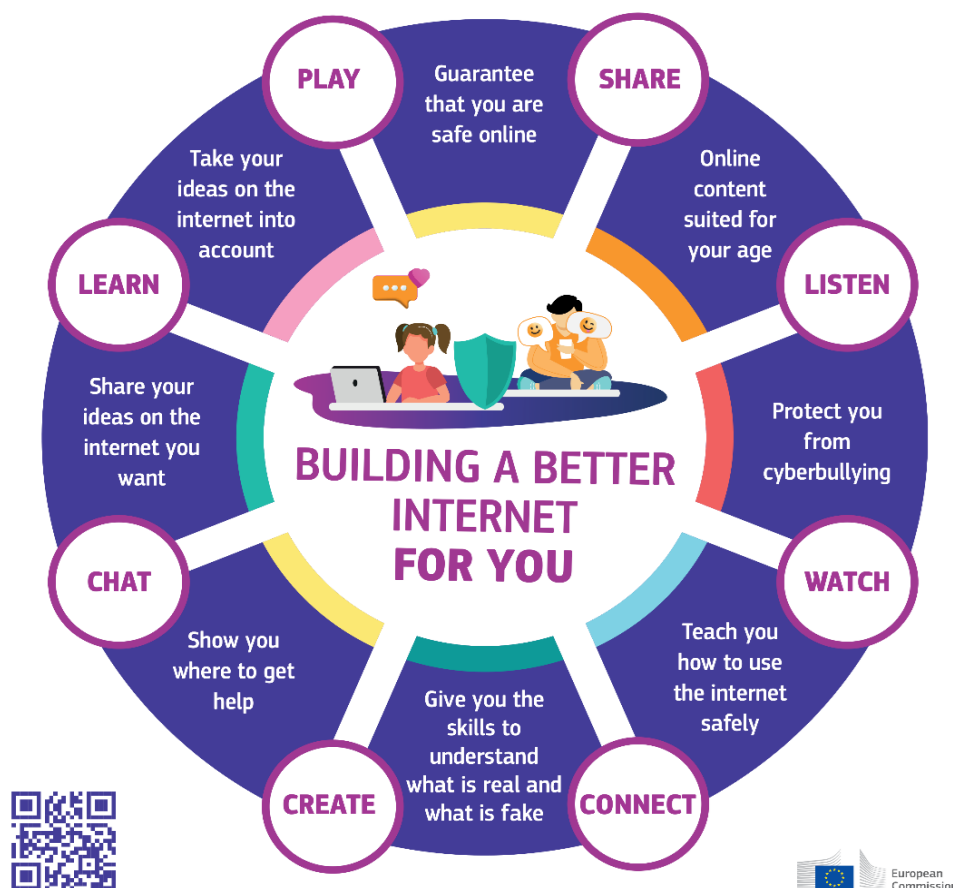 PLAY
Guarantee
that you are
safe online
SHARE
Online
content
suited for
your age
LISTEN
Protect you
from
cyberbullying
WATCH
Teach you
how to use
the internet
safely
CONNECT
Give you the
skills to
understand
what is real and
what is fake
CREATE
Show you
where to get
help
CHAT
Share your
ideas on the
internet you
want
LEARN
Take your
ideas on the
internet into
account
BUILDING A BETTER
INTERNET
FOR YOU
European
Commission